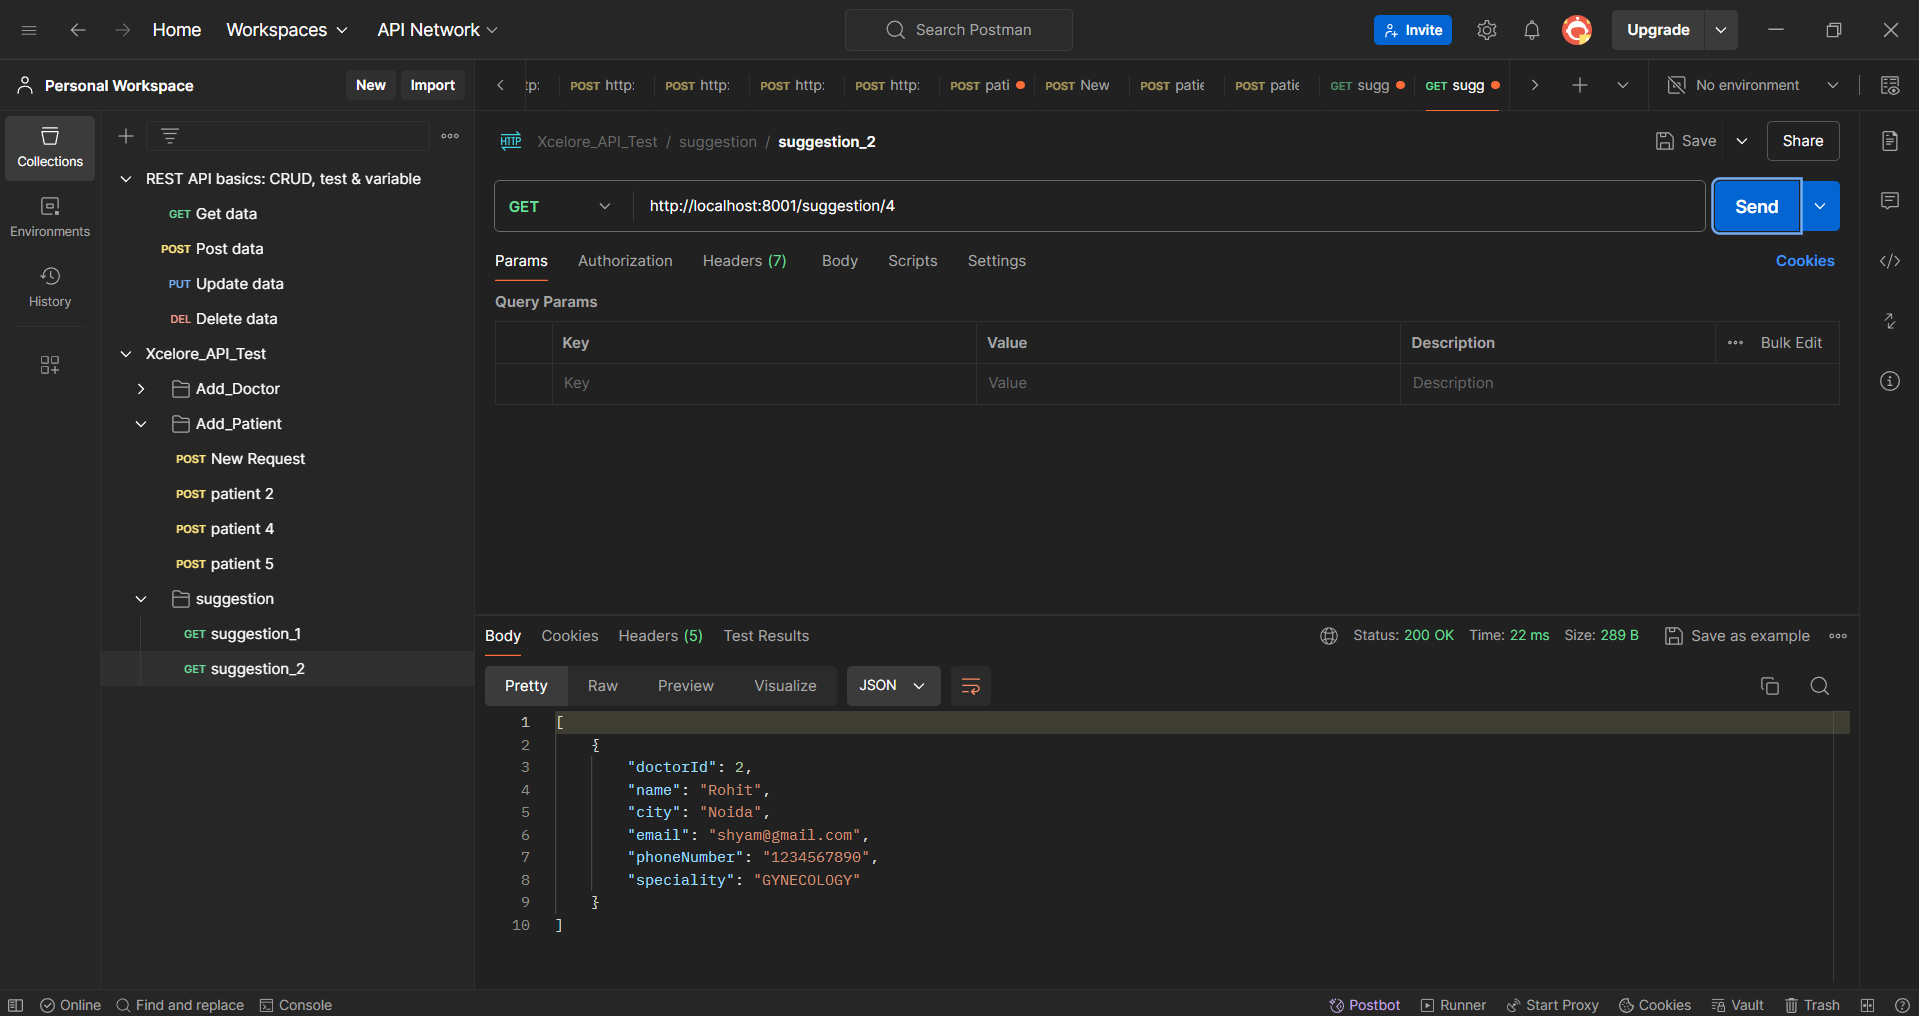 Home
Workspaces
API Network
Search Postman
Invite
Upgrade
Personal Workspace
New
Import
tp:
POST http:
POST http:
POST http:
POST http:
POST pati
POST New
POST patie
POST patie
GET sugg
GET sugg
No environment
Collections
Environments
History
REST API basics: CRUD, test & variable
GET Get data
POST Post data
PUT Update data
DEL Delete data
Xcelore_API_Test
Add_Doctor
Add_Patient
POST New Request
POST patient 2
POST patient 4
POST patient 5
suggestion
GET suggestion_1
GET suggestion_2
HTTP Xcelore_API_Test / suggestion / suggestion_2
Save
Share
GET http://localhost:8001/suggestion/4
Send
Params Authorization Headers (7) Body Scripts Settings
Cookies
Query Params
Key Value Description Bulk Edit
Key Value Description
Body Cookies Headers (5) Test Results
Status: 200 OK Time: 22 ms Size: 289 B Save as example
Pretty Raw Preview Visualize JSON
1 [
2 {
3 "doctorId": 2,
4 "name": "Rohit",
5 "city": "Noida",
6 "email": "shyam@gmail.com",
7 "phoneNumber": "1234567890",
8 "speciality": "GYNECOLOGY"
9 }
10 ]
Online Find and replace Console
Postbot Runner Start Proxy Cookies Vault Trash